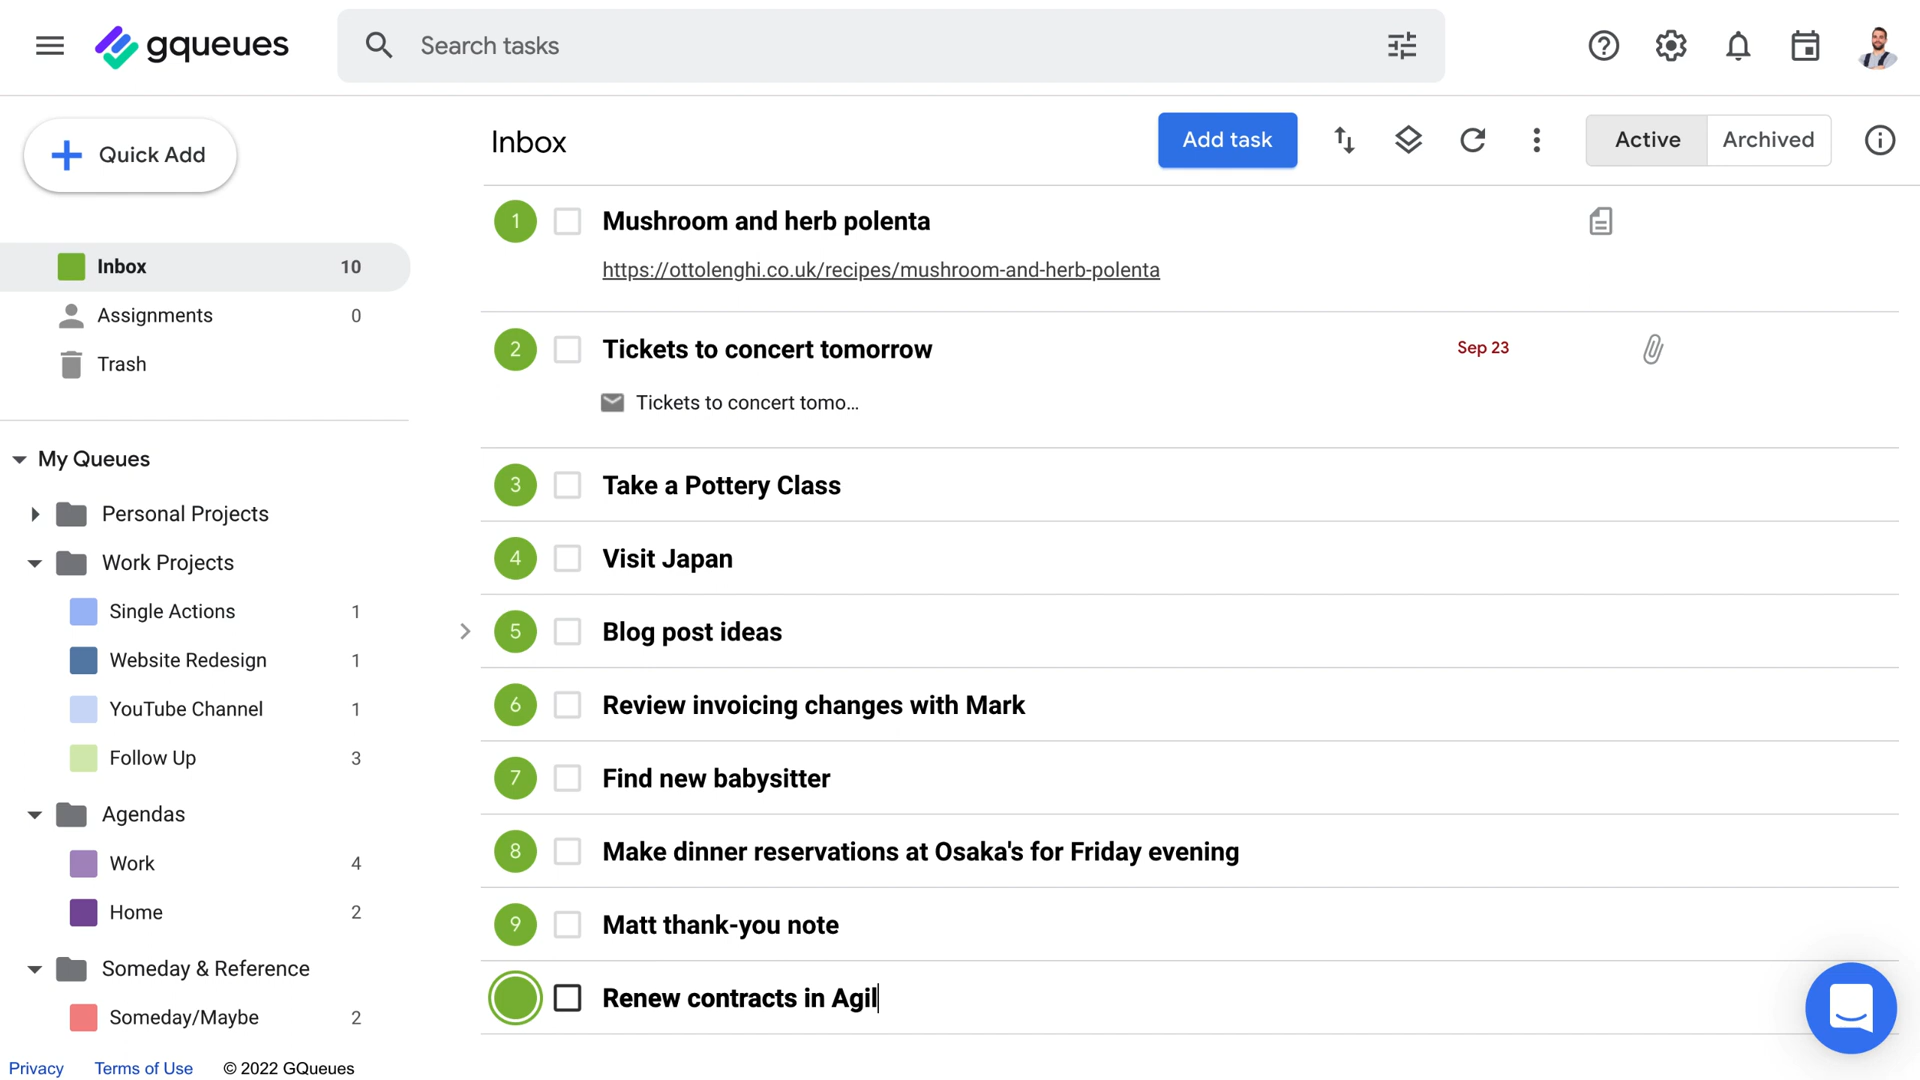 gqueues
Search tasks
Quick Add
Inbox 10
Assignments 0
Trash
My Queues
Personal Projects
Work Projects
Single Actions 1
Website Redesign 1
YouTube Channel 1
Follow Up 3
Agendas
Work 4
Home 2
Someday & Reference
Someday/Maybe 2
Privacy Terms of Use © 2022 GQueues
Inbox
Add task
Active Archived
1 Mushroom and herb polenta
https://ottolenghi.co.uk/recipes/mushroom-and-herb-polenta
2 Tickets to concert tomorrow Sep 23
Tickets to concert tomo...
3 Take a Pottery Class
4 Visit Japan
5 Blog post ideas
6 Review invoicing changes with Mark
7 Find new babysitter
8 Make dinner reservations at Osaka's for Friday evening
9 Matt thank-you note
Renew contracts in Agil